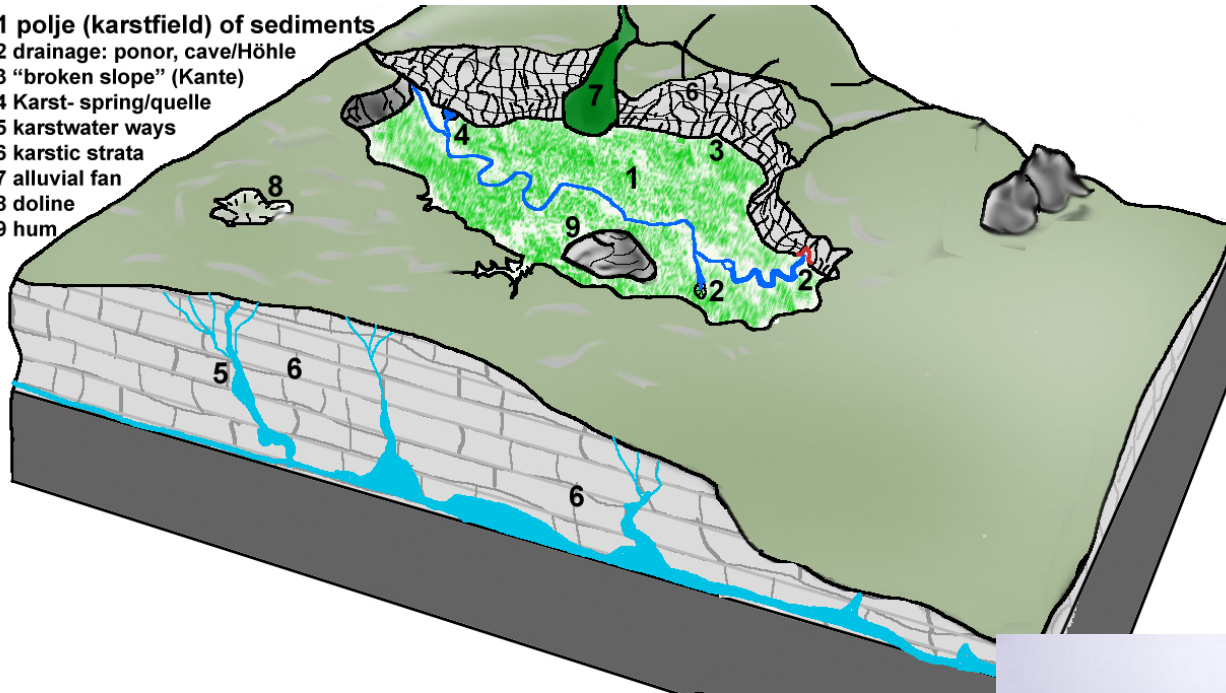 1 polje (karstfield) of sediments
2 drainage: ponor, cave/Höhle
3 “broken slope” (Kante)
4 Karst- spring/quelle
5 karstwater ways
6 karstic strata
7 alluvial fan
8 doline
9 hum
7
6
4
3
1
8
9
2
2
5
6
6